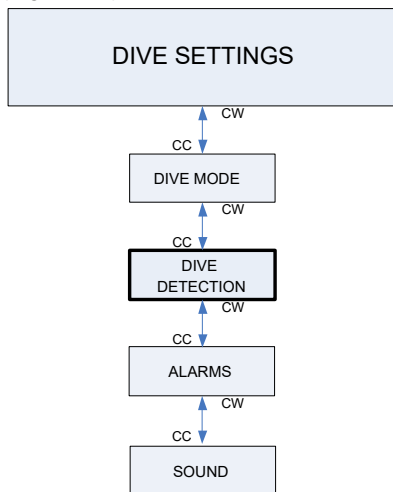 DIVE SETTINGS
CW
CC
DIVE MODE
CW
CC
DIVE
DETECTION
CW
CC
ALARMS
CW
CC
SOUND